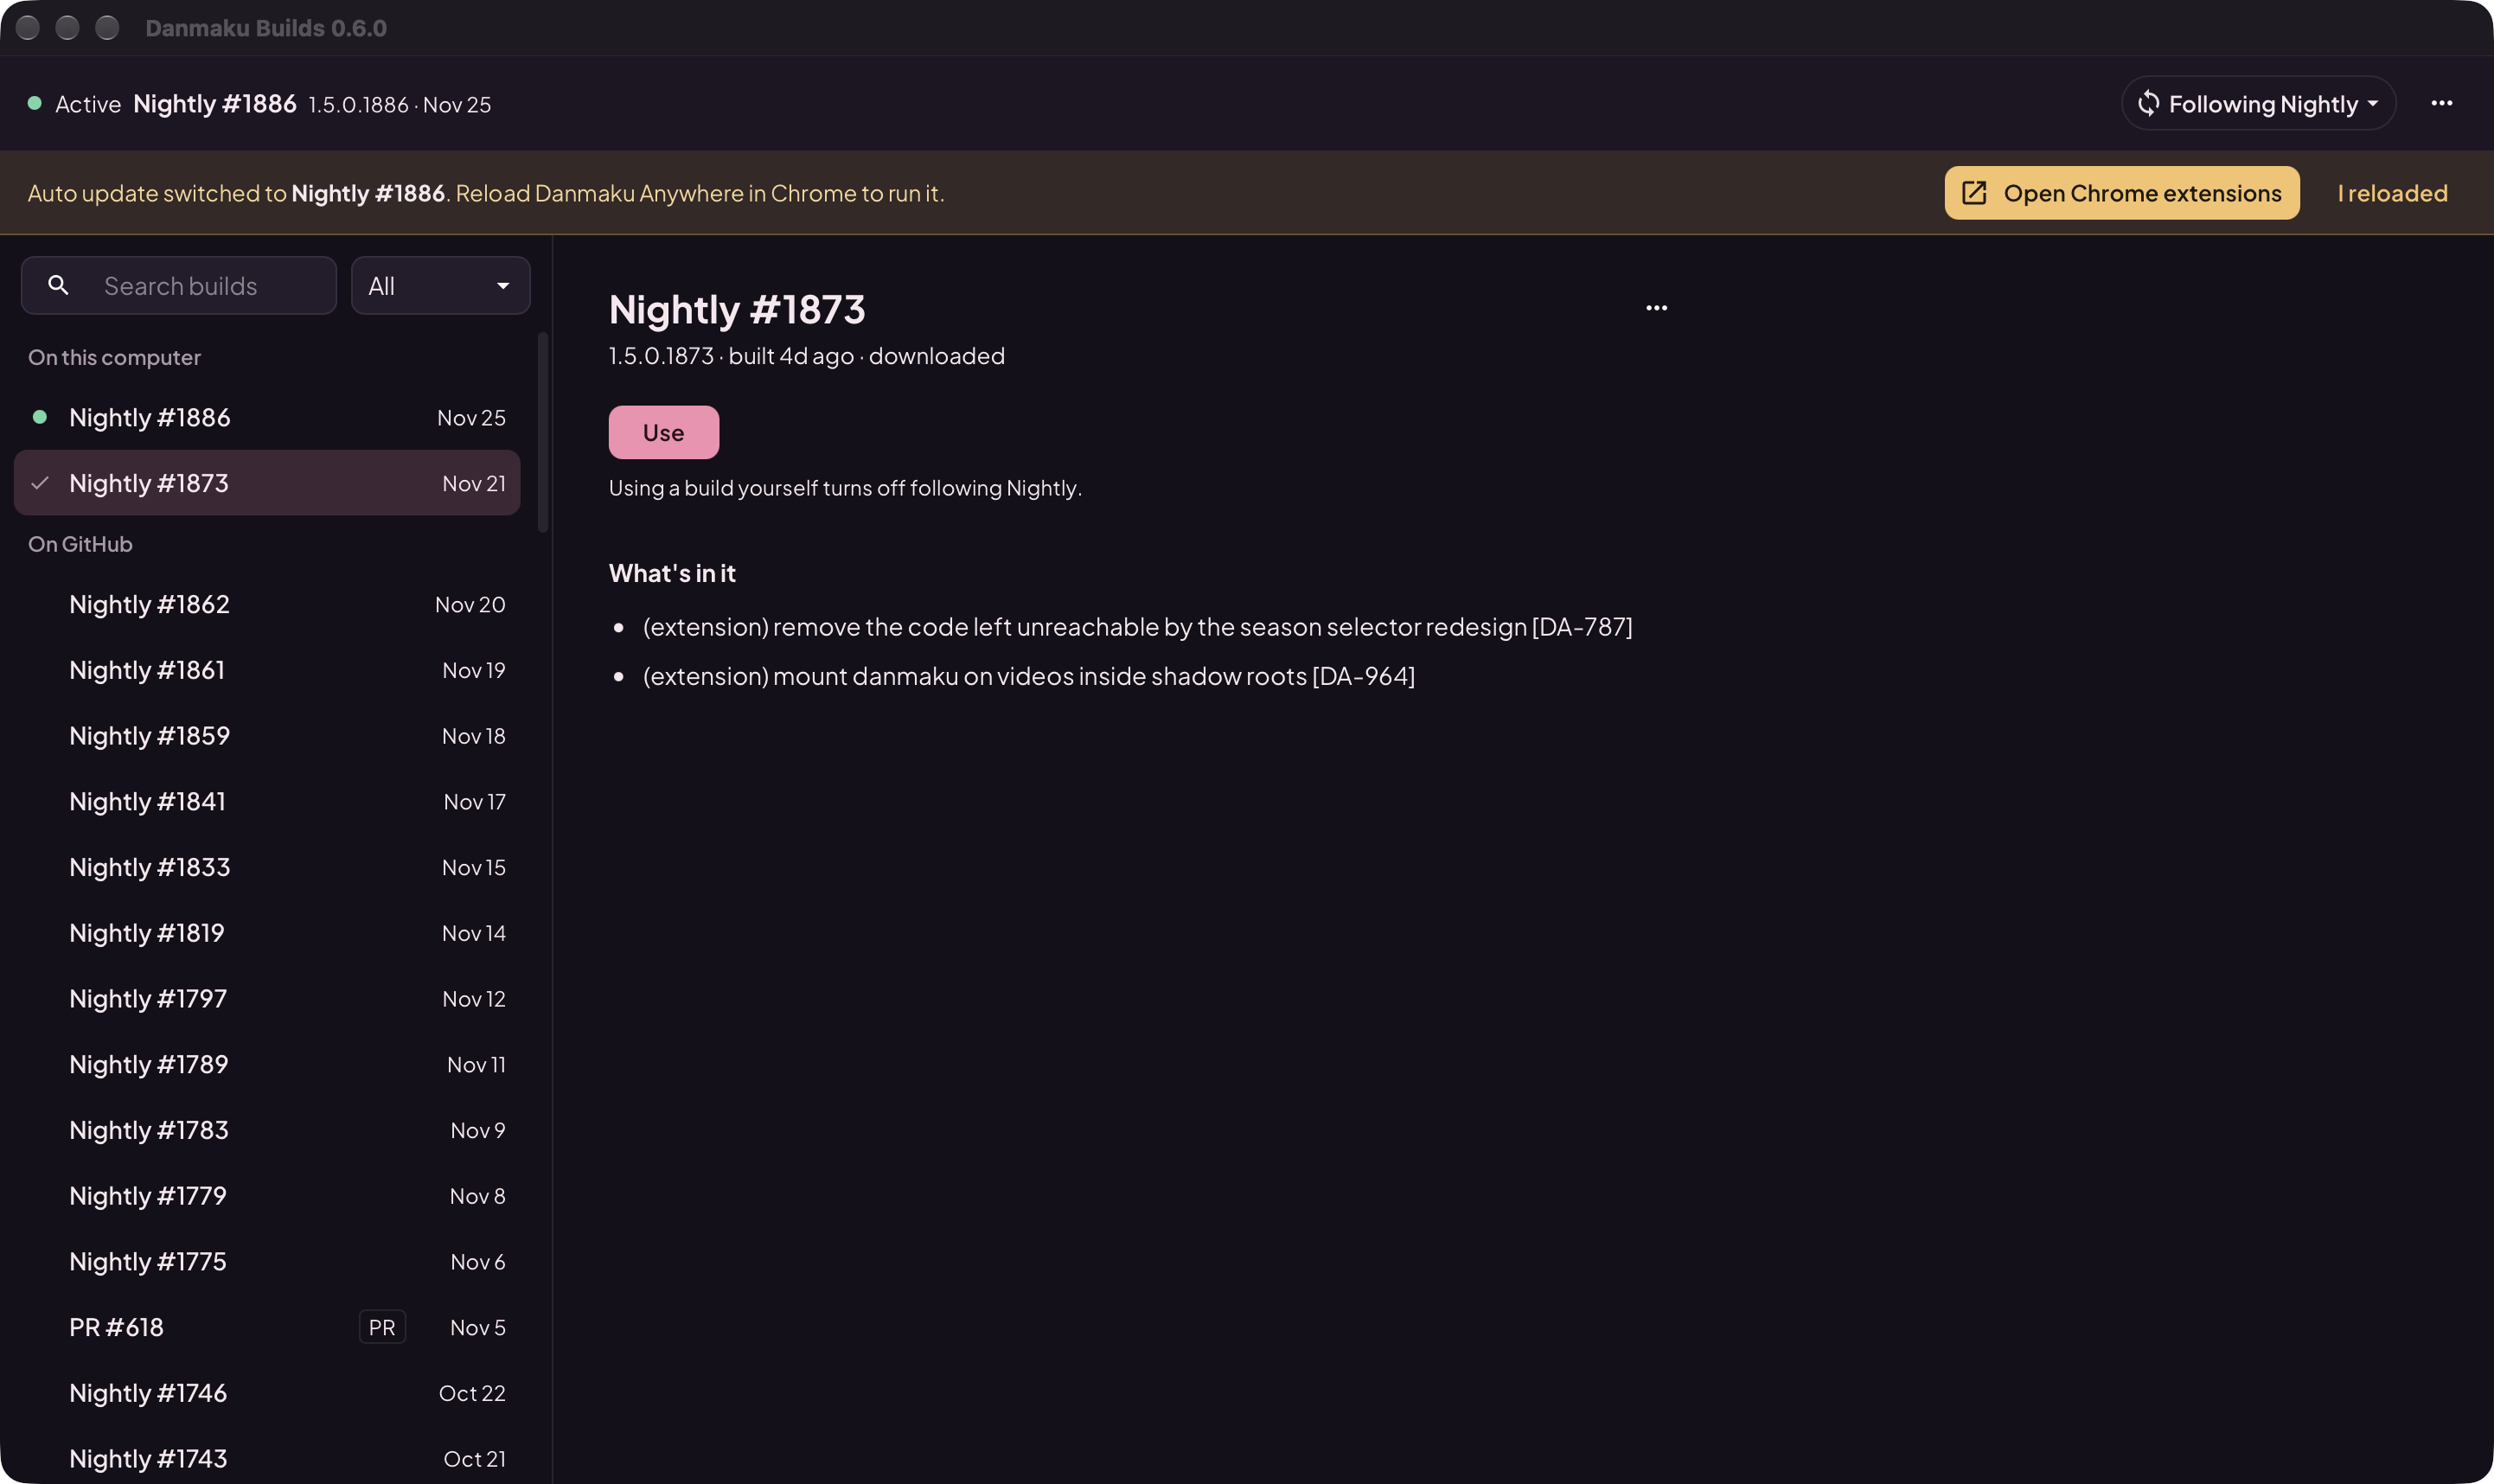 Danmaku Builds 0.6.0
Active Nightly #1886 1.5.0.1886 · Nov 25
Following Nightly
Auto update switched to Nightly #1886. Reload Danmaku Anywhere in Chrome to run it.
Open Chrome extensions
I reloaded
Search builds
All
On this computer
Nightly #1886 Nov 25
Nightly #1873 Nov 21
On GitHub
Nightly #1862 Nov 20
Nightly #1861 Nov 19
Nightly #1859 Nov 18
Nightly #1841 Nov 17
Nightly #1833 Nov 15
Nightly #1819 Nov 14
Nightly #1797 Nov 12
Nightly #1789 Nov 11
Nightly #1783 Nov 9
Nightly #1779 Nov 8
Nightly #1775 Nov 6
PR #618 PR Nov 5
Nightly #1746 Oct 22
Nightly #1743 Oct 21
Nightly #1873
1.5.0.1873 · built 4d ago · downloaded
Use
Using a build yourself turns off following Nightly.
What's in it
(extension) remove the code left unreachable by the season selector redesign [DA-787]
(extension) mount danmaku on videos inside shadow roots [DA-964]